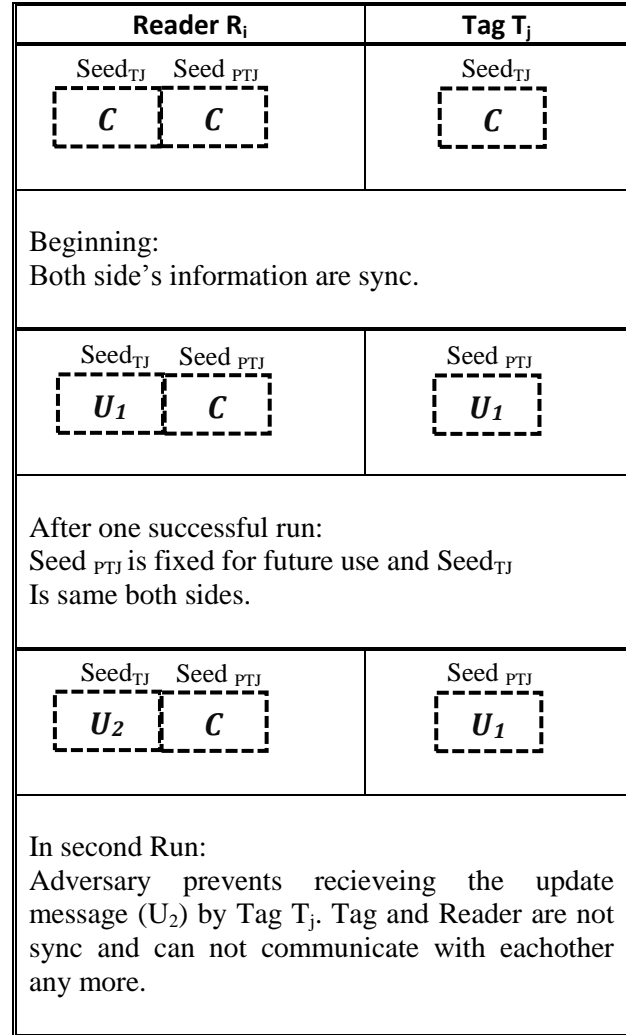 Reader Ri Tag Tj
SeedTJ Seed PTJ SeedTJ
C C C
Beginning:
Both side’s information are sync.
SeedTJ Seed PTJ Seed PTJ
U1 C U1
After one successful run:
Seed PTJ is fixed for future use and SeedTJ
Is same both sides.
SeedTJ Seed PTJ Seed PTJ
U2 C U1
In second Run:
Adversary prevents recieveing the update
message (U2) by Tag Tj. Tag and Reader are not
sync and can not communicate with eachother
any more.